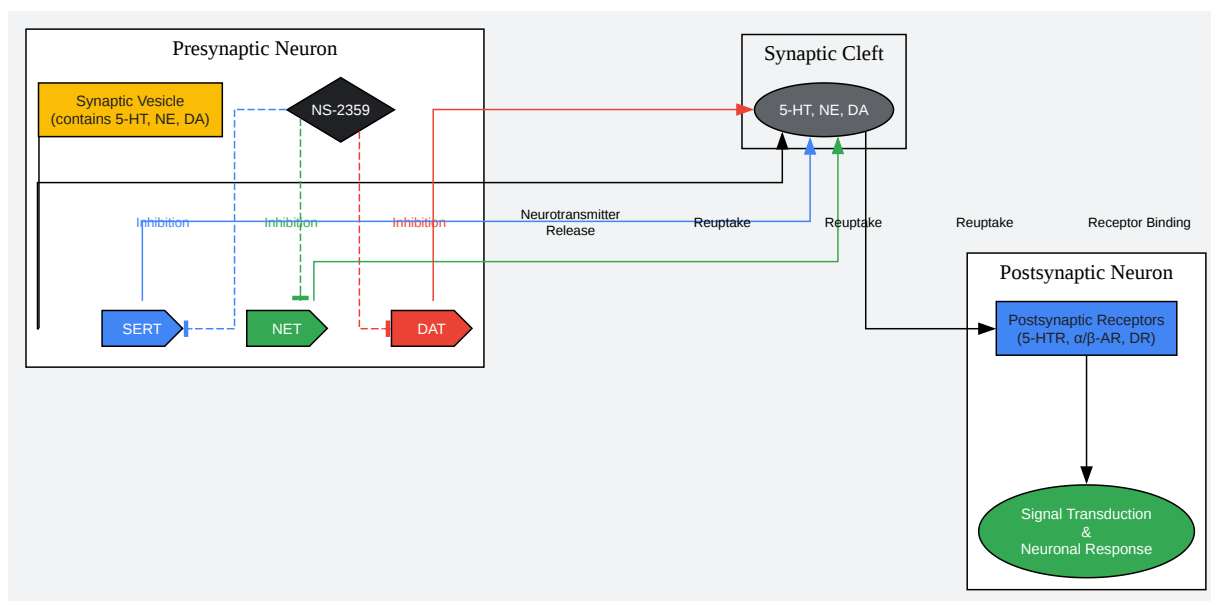 Presynaptic Neuron
Synaptic Vesicle
(contains 5-HT, NE, DA)
NS-2359
Synaptic Cleft
5-HT, NE, DA
Inhibition
Inhibition
Inhibition
Neurotransmitter
Release
Reuptake
Reuptake
Reuptake
Receptor Binding
SERT
NET
DAT
Postsynaptic Neuron
Postsynaptic Receptors
(5-HTR, α/β-AR, DR)
Signal Transduction
&
Neuronal Response